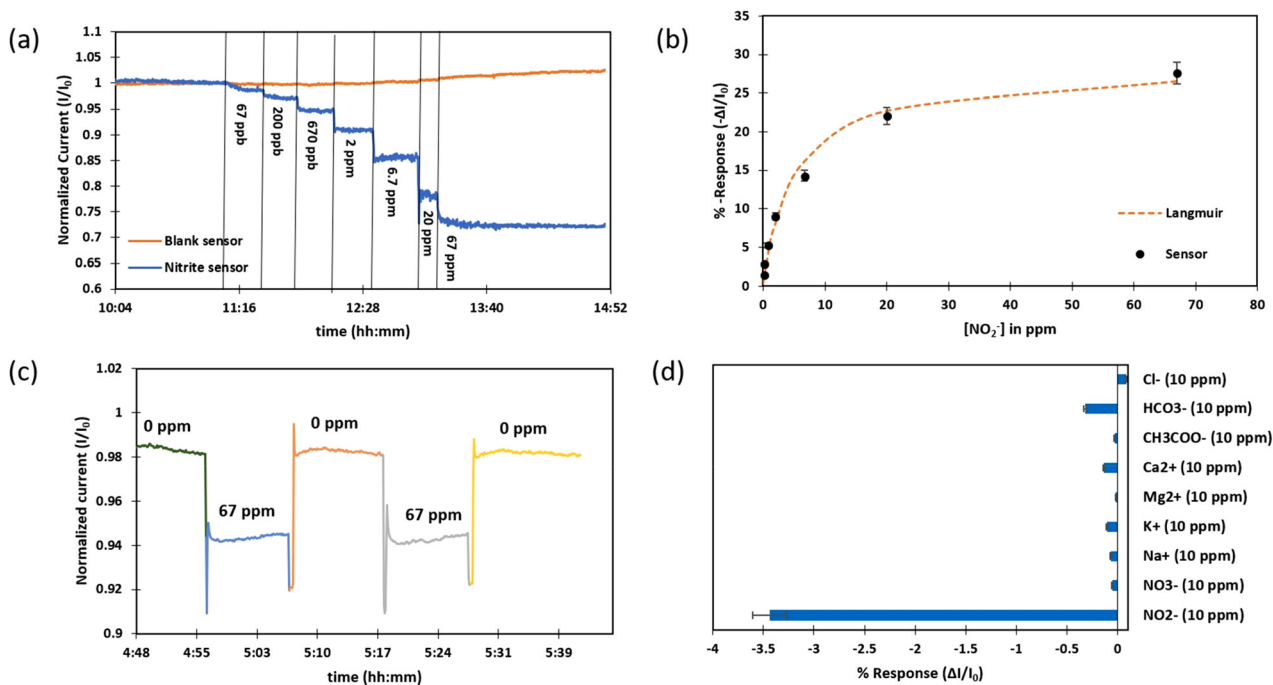 (a)
Normalized Current (I/I₀)
1.1
1.05
1
0.95
0.9
0.85
0.8
0.75
0.7
0.65
0.6
67 ppb
200 ppb
670 ppb
2 ppm
6.7 ppm
20 ppm
67 ppm
Blank sensor
Nitrite sensor
10:04
11:16
12:28
13:40
14:52
time (hh:mm)
(b)
% -Response (-ΔI/I₀)
35
30
25
20
15
10
5
0
Langmuir
Sensor
0
10
20
30
40
50
60
70
80
[NO₂⁻] in ppm
(c)
Normalized current (I/I₀)
1.02
1
0.98
0.96
0.94
0.92
0.9
0 ppm
67 ppm
0 ppm
67 ppm
0 ppm
4:48
4:55
5:03
5:10
5:17
5:24
5:31
5:39
time (hh:mm)
(d)
Cl- (10 ppm)
HCO3- (10 ppm)
CH3COO- (10 ppm)
Ca2+ (10 ppm)
Mg2+ (10 ppm)
K+ (10 ppm)
Na+ (10 ppm)
NO3- (10 ppm)
NO2- (10 ppm)
-4
-3.5
-3
-2.5
-2
-1.5
-1
-0.5
0
% Response (ΔI/I₀)